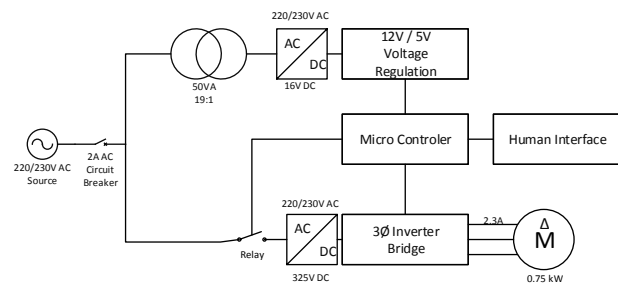 220/230V AC
AC
DC
16V DC
50VA
19:1
12V / 5V
Voltage
Regulation
Micro Controler
Human Interface
220/230V AC
Source
2A AC
Circuit
Breaker
Relay
220/230V AC
AC
DC
325V DC
3Ø Inverter
Bridge
2.3A
Δ
M
0.75 kW